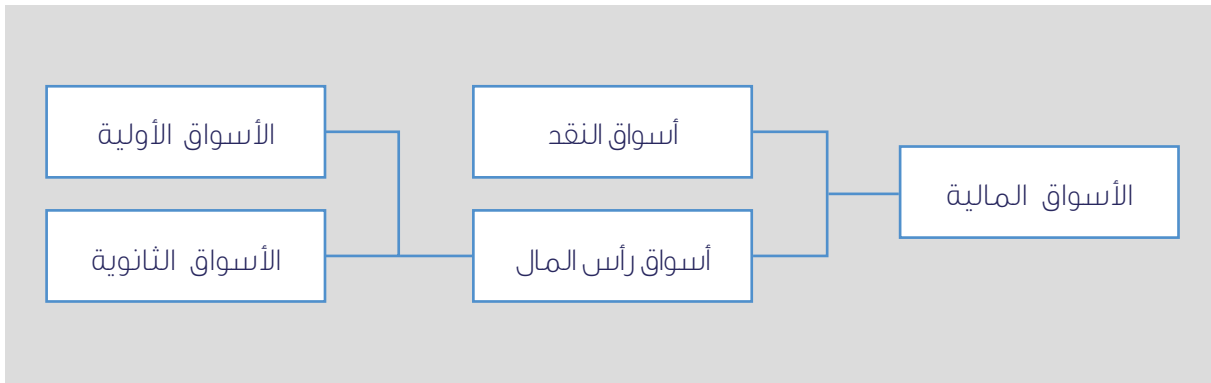 الأسواق المالية
أسواق النقد
أسواق رأس المال
الأسواق الأولية
الأسواق الثانوية